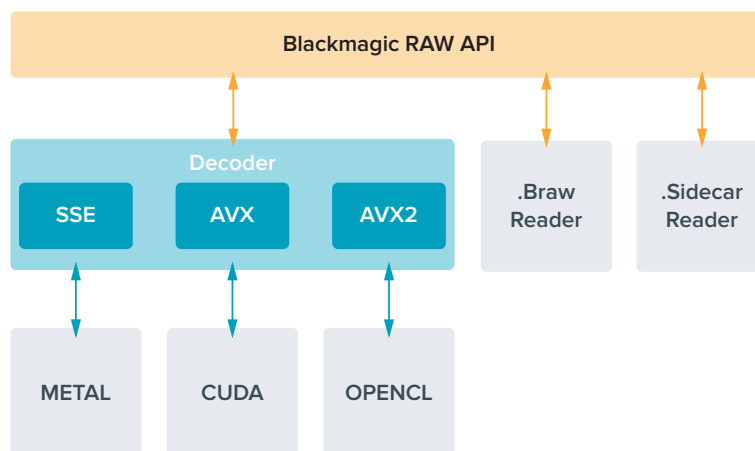 Blackmagic RAW API
Decoder
SSE
AVX
AVX2
.Braw
Reader
.Sidecar
Reader
METAL
CUDA
OPENCL